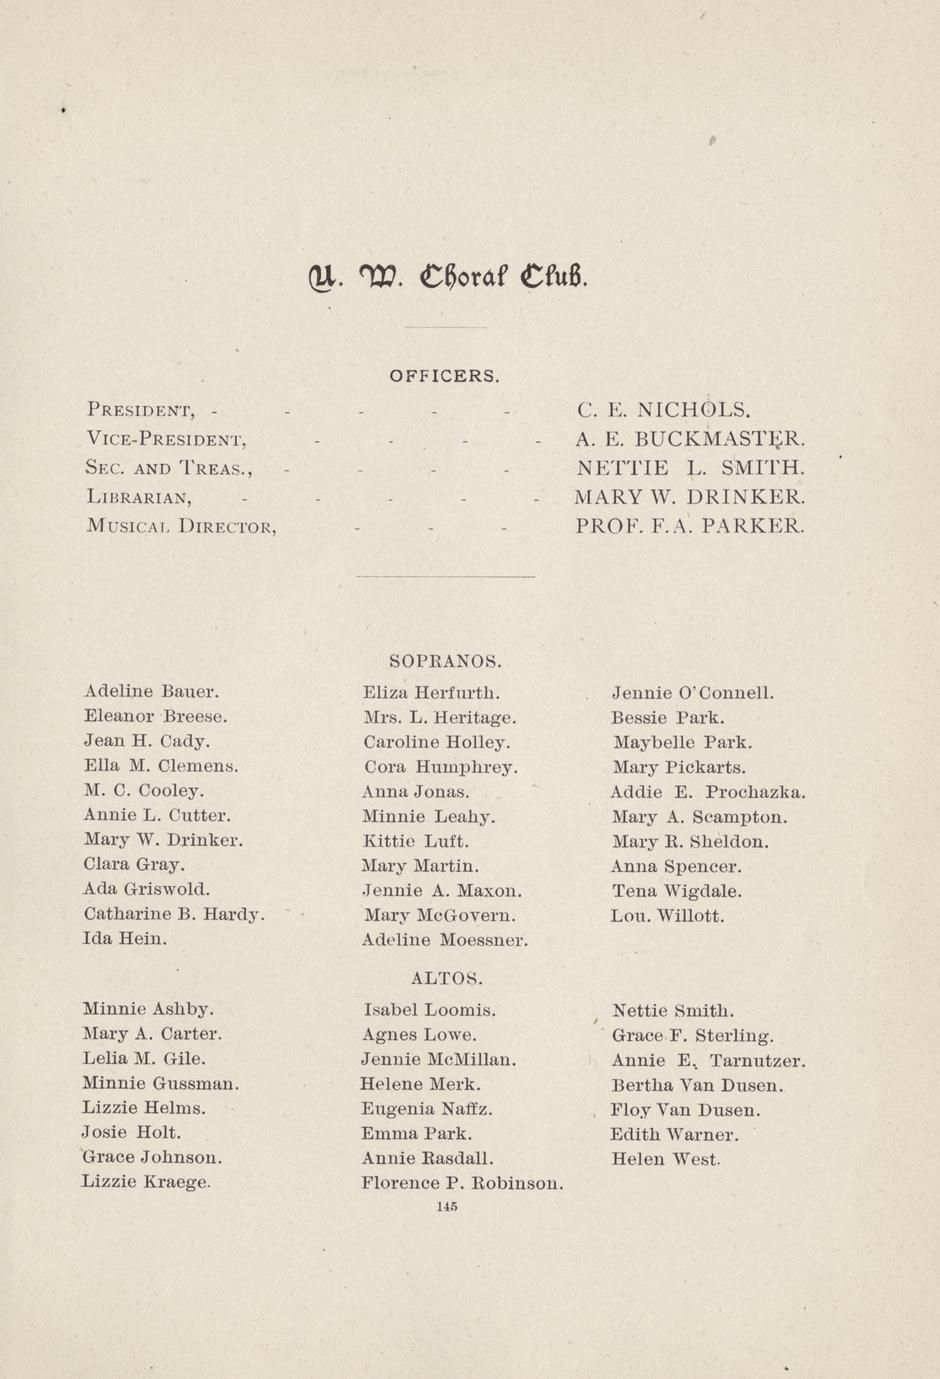 U. W. Choral Club.
OFFICERS.
PRESIDENT, - - - - - C. E. NICHOLS.
VICE-PRESIDENT, - - - - A. E. BUCKMASTER.
SEC. AND TREAS., - - - - NETTIE L. SMITH.
LIBRARIAN, - - - - - MARY W. DRINKER.
MUSICAL DIRECTOR, - - - PROF. F. A. PARKER.
SOPRANOS.
Adeline Bauer.
Eleanor Breese.
Jean H. Cady.
Ella M. Clemens.
M. C. Cooley.
Annie L. Cutter.
Mary W. Drinker.
Clara Gray.
Ada Griswold.
Catharine B. Hardy.
Ida Hein.
Eliza Herfurth.
Mrs. L. Heritage.
Caroline Holley.
Cora Humphrey.
Anna Jonas.
Minnie Leahy.
Kittie Luft.
Mary Martin.
Jennie A. Maxon.
Mary McGovern.
Adeline Moessner.
Jennie O'Connell.
Bessie Park.
Maybelle Park.
Mary Pickarts.
Addie E. Prochazka.
Mary A. Scampton.
Mary R. Sheldon.
Anna Spencer.
Tena Wigdale.
Lou. Willott.
ALTOS.
Minnie Ashby.
Mary A. Carter.
Lelia M. Gile.
Minnie Gussman.
Lizzie Helms.
Josie Holt.
Grace Johnson.
Lizzie Kraege.
Isabel Loomis.
Agnes Lowe.
Jennie McMillan.
Helene Merk.
Eugenia Naffz.
Emma Park.
Annie Rasdall.
Florence P. Robinson.
Nettie Smith.
Grace F. Sterling.
Annie E. Tarnutzer.
Bertha Van Dusen.
Floy Van Dusen.
Edith Warner.
Helen West.
145